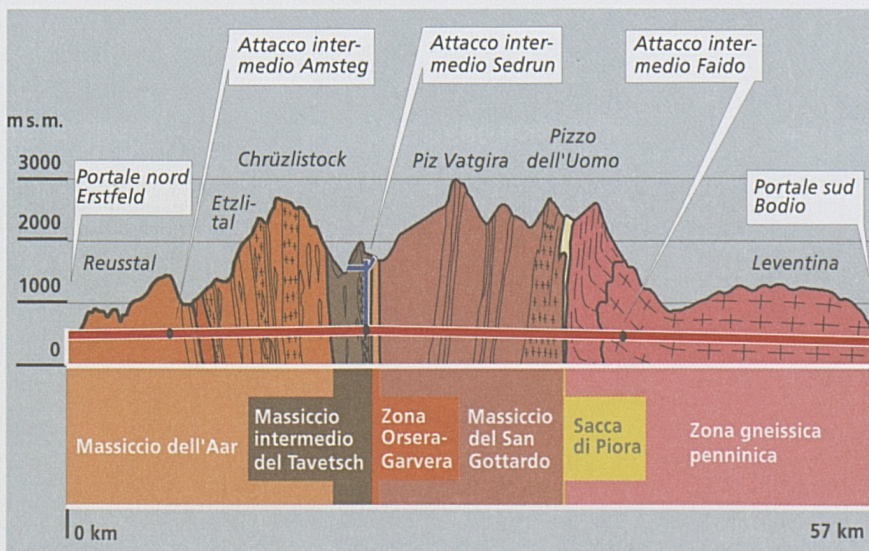 Attacco inter-
medio Amsteg
Attacco inter-
medio Sedrun
Attacco inter-
medio Faido
m s.m.
3000
2000
1000
0
Portale nord
Erstfeld
Reusstal
Etzli-
tal
Chrüzlistock
Piz Vatgira
Pizzo
dell'Uomo
Portale sud
Bodio
Leventina
Massiccio dell'Aar
Massiccio
intermedio
del Tavetsch
Zona
Orsera-
Garvera
Massiccio
del San
Gottardo
Sacca
di Piora
Zona gneissica
penninica
0 km
57 km